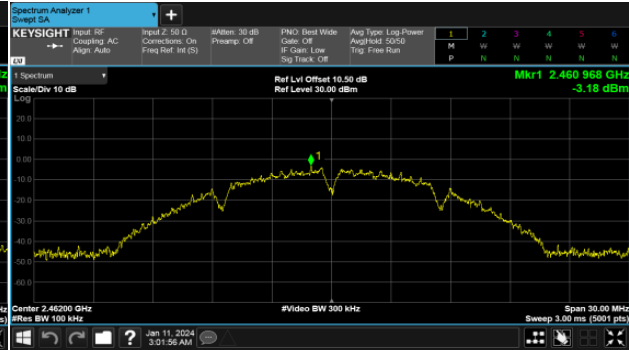 Spectrum Analyzer 1
Swept SA
+
KEYSIGHT
Input: RF
Coupling: AC
Align: Auto
Input Z: 50 Ω
Corrections: On
Freq Ref: Int (S)
#Atten: 30 dB
Preamp: Off
PNO: Best Wide
Gate: Off
IF Gain: Low
Sig Track: Off
Avg Type: Log-Power
Avg|Hold: 50/50
Trig: Free Run
1 2 3 4 5 6
M W W W W W W
P N N N N N N
LXI
1 Spectrum
Scale/Div 10 dB
Log
Ref Lvl Offset 10.50 dB
Ref Level 30.00 dBm
Mkr1 2.460 968 GHz
-3.18 dBm
20.0
10.0
0.00
-10.0
-20.0
-30.0
-40.0
-50.0
-60.0
1
Center 2.46200 GHz
#Res BW 100 kHz
#Video BW 300 kHz
Span 30.00 MHz
Sweep 3.00 ms (5001 pts)
?
Jan 11, 2024
3:01:56 AM